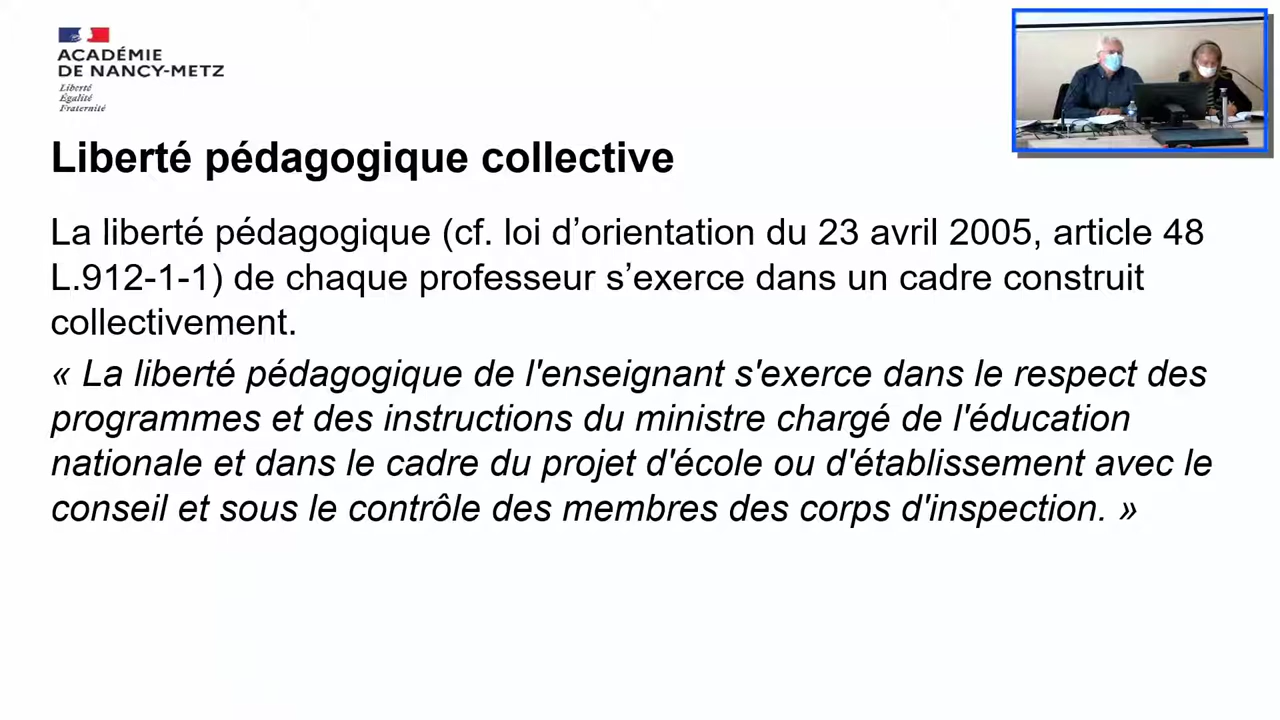 ACADÉMIE
DE NANCY-METZ
Liberté
Égalité
Fraternité
Liberté pédagogique collective
La liberté pédagogique (cf. loi d’orientation du 23 avril 2005, article 48
L.912-1-1) de chaque professeur s’exerce dans un cadre construit
collectivement.
« La liberté pédagogique de l'enseignant s'exerce dans le respect des
programmes et des instructions du ministre chargé de l'éducation
nationale et dans le cadre du projet d'école ou d'établissement avec le
conseil et sous le contrôle des membres des corps d'inspection. »